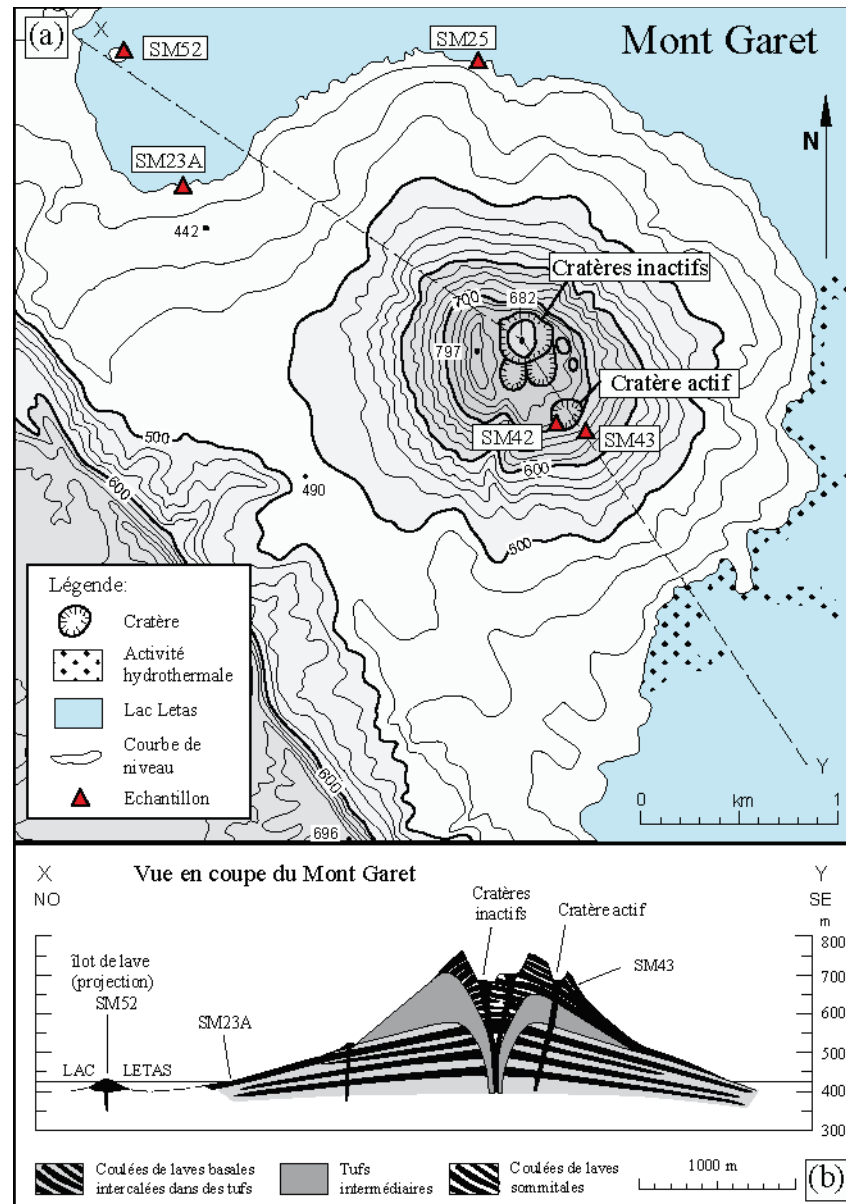 (a)
Mont Garet
X
SM52
SM25
N
SM23A
442
Cratères inactifs
700
682
797
Cratère actif
SM42
SM43
500
600
600
490
500
Légende:
Cratère
Activité
hydrothermale
Lac Letas
Courbe de
niveau
Echantillon
600
696
Y
0 km 1
X
NO
Vue en coupe du Mont Garet
Y
SE
m
Cratères
inactifs
Cratère actif
800
îlot de lave
(projection)
SM52
SM43
700
SM23A
600
500
LAC LETAS
400
300
Coulées de laves basales
intercalées dans des tufs
Tufs
intermédiaires
Coulées de laves
sommitales
1000 m
(b)